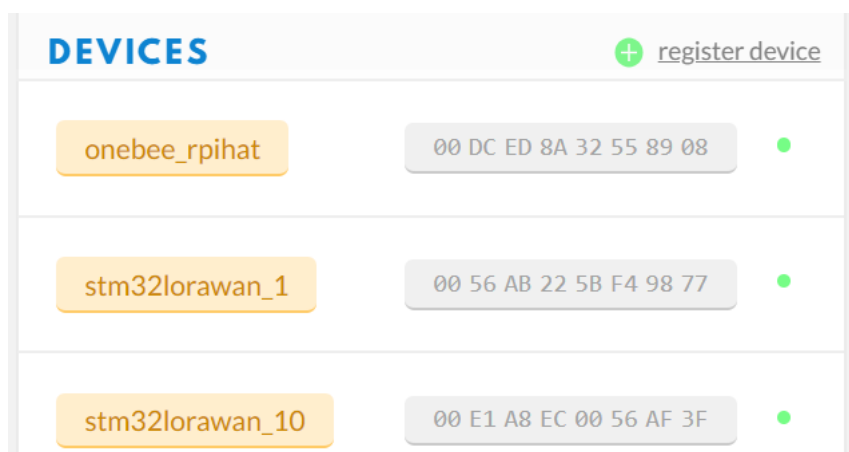 DEVICES register device
onebee_rpihat 00 DC ED 8A 32 55 89 08
stm32lorawan_1 00 56 AB 22 5B F4 98 77
stm32lorawan_10 00 E1 A8 EC 00 56 AF 3F